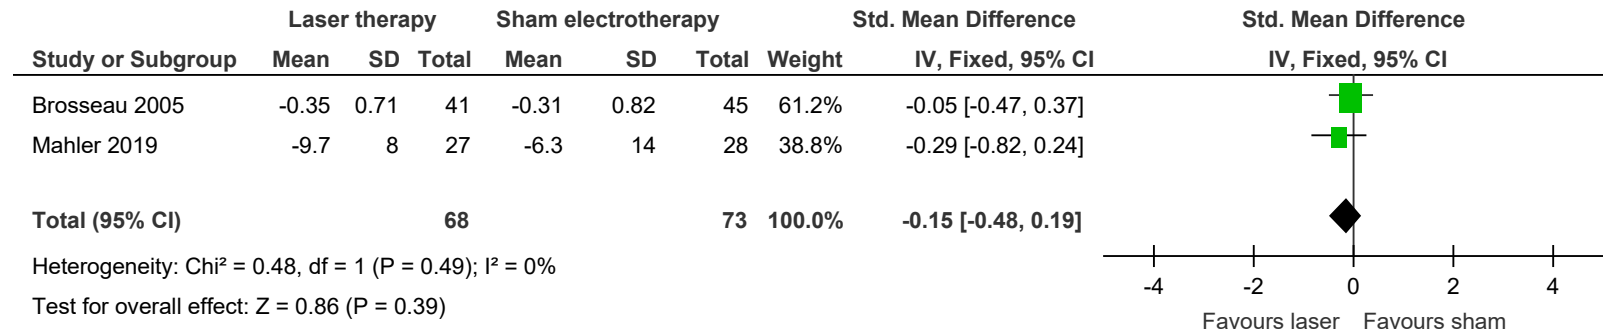 Laser therapy Sham electrotherapy Std. Mean Difference Std. Mean Difference
Study or Subgroup Mean SD Total Mean SD Total Weight IV, Fixed, 95% CI IV, Fixed, 95% CI
Brosseau 2005 -0.35 0.71 41 -0.31 0.82 45 61.2% -0.05 [-0.47, 0.37]
Mahler 2019 -9.7 8 27 -6.3 14 28 38.8% -0.29 [-0.82, 0.24]
Total (95% CI) 68 73 100.0% -0.15 [-0.48, 0.19]
Heterogeneity: Chi² = 0.48, df = 1 (P = 0.49); I² = 0%
Test for overall effect: Z = 0.86 (P = 0.39)
-4 -2 0 2 4
Favours laser Favours sham